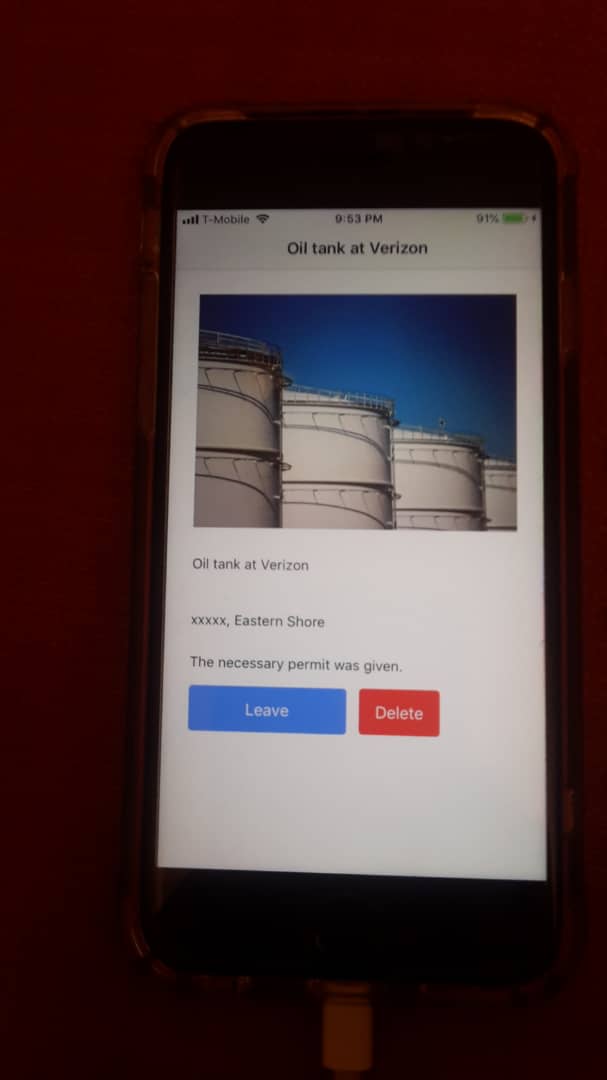 T-Mobile 9:53 PM 91%
Oil tank at Verizon
Oil tank at Verizon
xxxxx, Eastern Shore
The necessary permit was given.
Leave Delete